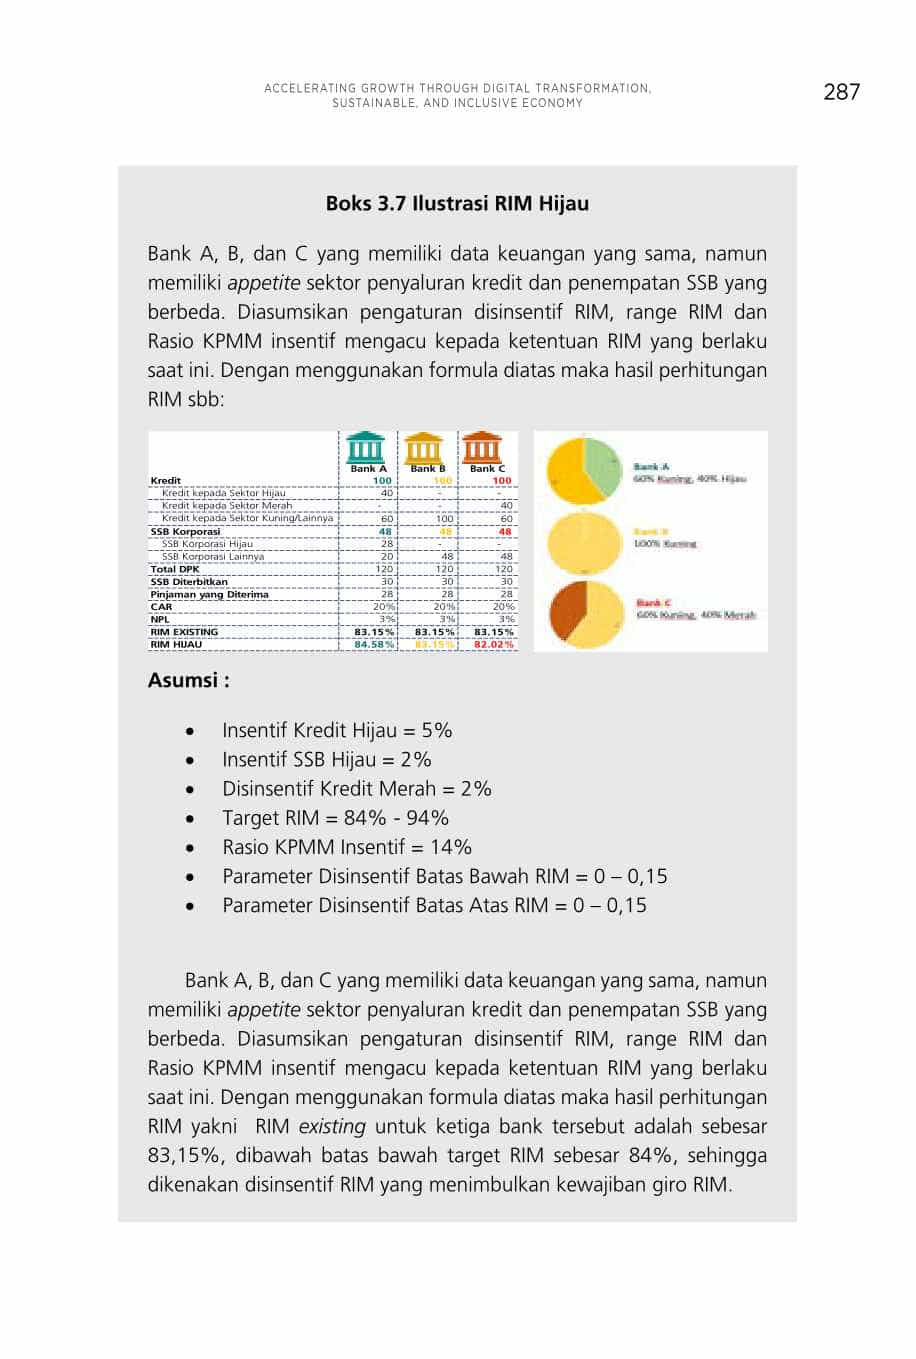 ACCELERATING GROWTH THROUGH DIGITAL TRANSFORMATION,
SUSTAINABLE, AND INCLUSIVE ECONOMY
287
Boks 3.7 Ilustrasi RIM Hijau
Bank A, B, dan C yang memiliki data keuangan yang sama, namun
memiliki appetite sektor penyaluran kredit dan penempatan SSB yang
berbeda. Diasumsikan pengaturan disinsentif RIM, range RIM dan
Rasio KPMM insentif mengacu kepada ketentuan RIM yang berlaku
saat ini. Dengan menggunakan formula diatas maka hasil perhitungan
RIM sbb:
Bank A Bank B Bank C
Kredit 100 100 100
Kredit kepada Sektor Hijau 40 - -
Kredit kepada Sektor Merah - - 40
Kredit kepada Sektor Kuning/Lainnya 60 100 60
SSB Korporasi 48 48 48
SSB Korporasi Hijau 28 - -
SSB Korporasi Lainnya 20 48 48
Total DPK 120 120 120
SSB Diterbitkan 30 30 30
Pinjaman yang Diterima 28 28 28
CAR 20% 20% 20%
NPL 3% 3% 3%
RIM EXISTING 83.15% 83.15% 83.15%
RIM HIJAU 84.58% 83.15% 82.02%
Bank A
60% Kuning, 40% Hijau
Bank B
100% Kuning
Bank C
60% Kuning, 40% Merah
Asumsi :
• Insentif Kredit Hijau = 5%
• Insentif SSB Hijau = 2%
• Disinsentif Kredit Merah = 2%
• Target RIM = 84% - 94%
• Rasio KPMM Insentif = 14%
• Parameter Disinsentif Batas Bawah RIM = 0 – 0,15
• Parameter Disinsentif Batas Atas RIM = 0 – 0,15
Bank A, B, dan C yang memiliki data keuangan yang sama, namun
memiliki appetite sektor penyaluran kredit dan penempatan SSB yang
berbeda. Diasumsikan pengaturan disinsentif RIM, range RIM dan
Rasio KPMM insentif mengacu kepada ketentuan RIM yang berlaku
saat ini. Dengan menggunakan formula diatas maka hasil perhitungan
RIM yakni RIM existing untuk ketiga bank tersebut adalah sebesar
83,15%, dibawah batas bawah target RIM sebesar 84%, sehingga
dikenakan disinsentif RIM yang menimbulkan kewajiban giro RIM.